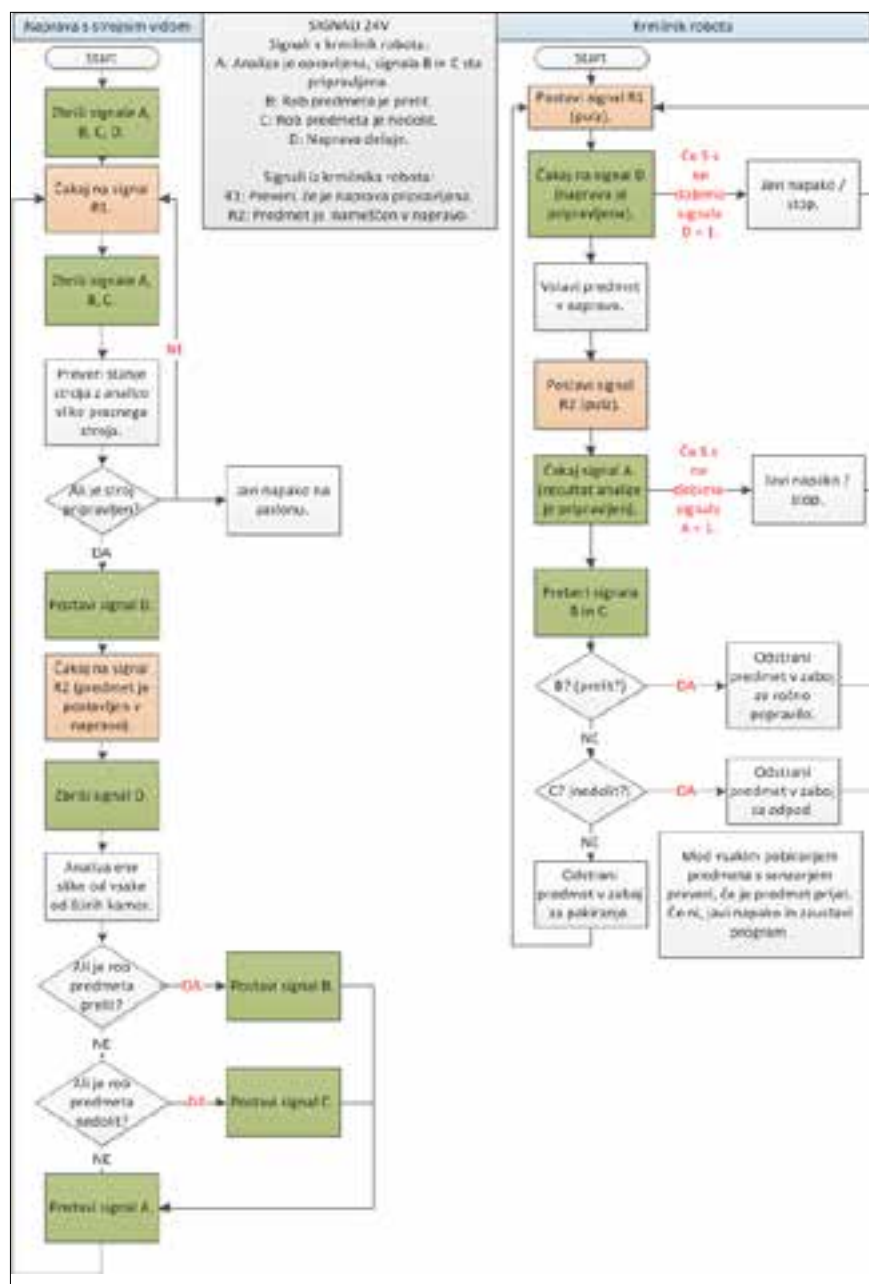 Naprava s strojnim vidom
Start
Zbriši signale A,
B, C, D.
Čakaj na signal
R1.
Zbriši signale A,
B, C.
NE
Preveri stanje
stroja z analizo
slike praznega
stroja.
Ali je stroj
pripravljen?
Javi napako na
zaslonu.
DA
Postavi signal D.
Čakaj na signal
R2 (predmet je
postavljen v
napravo).
Zbriši signal D.
Analiza ene
slike od vsake
od štirih kamer.
Ali je rob
predmeta
prelit?
DA
Postavi signal B.
NE
Ali je rob
predmeta
nedolit?
DA
Postavi signal C.
NE
Postavi signal A.
SIGNALI 24V
Signali v krmilnik robota:
A: Analiza je opravljena, signala B in C sta
pripravljena.
B: Rob predmeta je prelit.
C: Rob predmeta je nedolit.
D: Naprava deluje.
Signali iz krmilnika robota:
R1: Preveri, če je naprava pripravljena.
R2: Predmet je nameščen v napravo.
Krmilnik robota
Start
Postavi signal R1
(pulz).
Čakaj na signal D.
(naprava je
pripravljena).
Če 5 s
ne
dobimo
signala
D = 1.
Javi napako /
stop.
Vstavi predmet
v napravo.
Postavi signal
R2 (pulz).
Čakaj signal A.
(rezultat analize
je pripravljen).
Če 5 s
ne
dobimo
signala
A = 1.
Javi napako /
stop.
Preberi signala
B in C.
B? (prelit?)
DA
Odstrani
predmet v zaboj
za ročno
popravilo.
NE
C? (nedolit?)
DA
Odstrani
predmet v zaboj
za odpad.
NE
Odstrani
predmet v zaboj
za pakiranje.
Med vsakim pobiranjem
predmeta s senzorjem
preveri, če je predmet prijet.
Če ni, javi napako in zaustavi
program